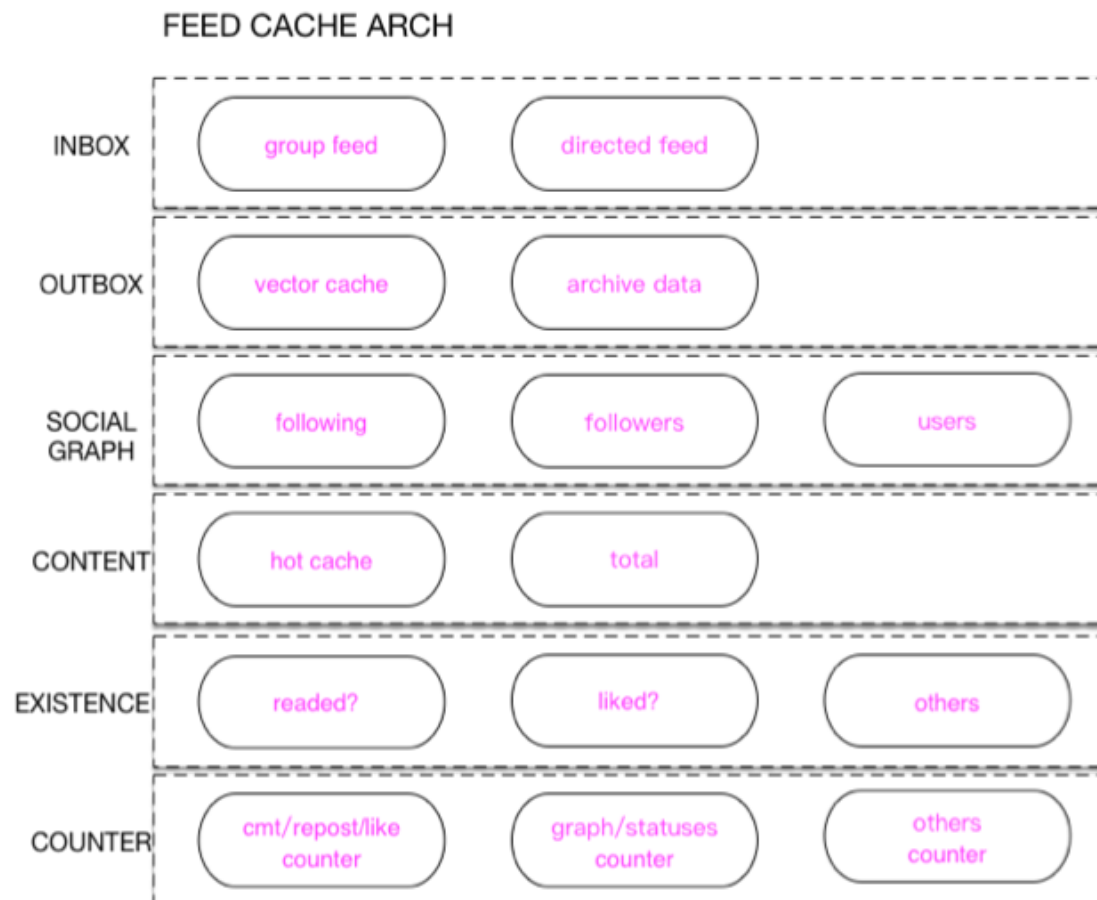 FEED CACHE ARCH
INBOX
group feed
directed feed
OUTBOX
vector cache
archive data
SOCIAL
GRAPH
following
followers
users
CONTENT
hot cache
total
EXISTENCE
readed?
liked?
others
COUNTER
cmt/repost/like
counter
graph/statuses
counter
others
counter